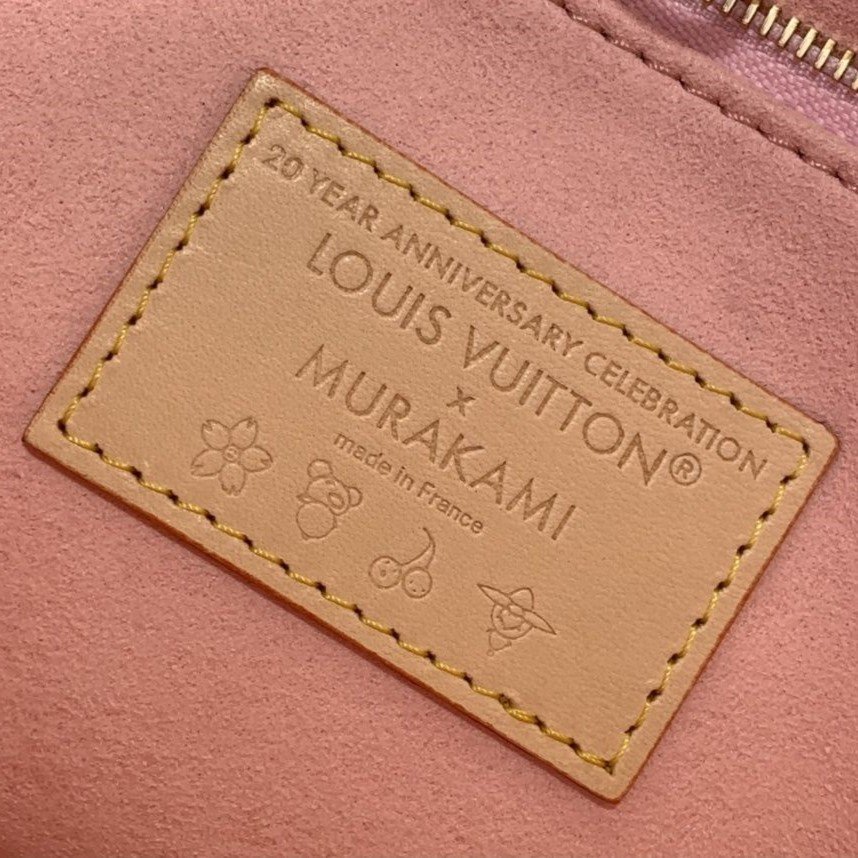 20 YEAR ANNIVERSARY CELEBRATION
LOUIS VUITTON®
x
MURAKAMI
made in France